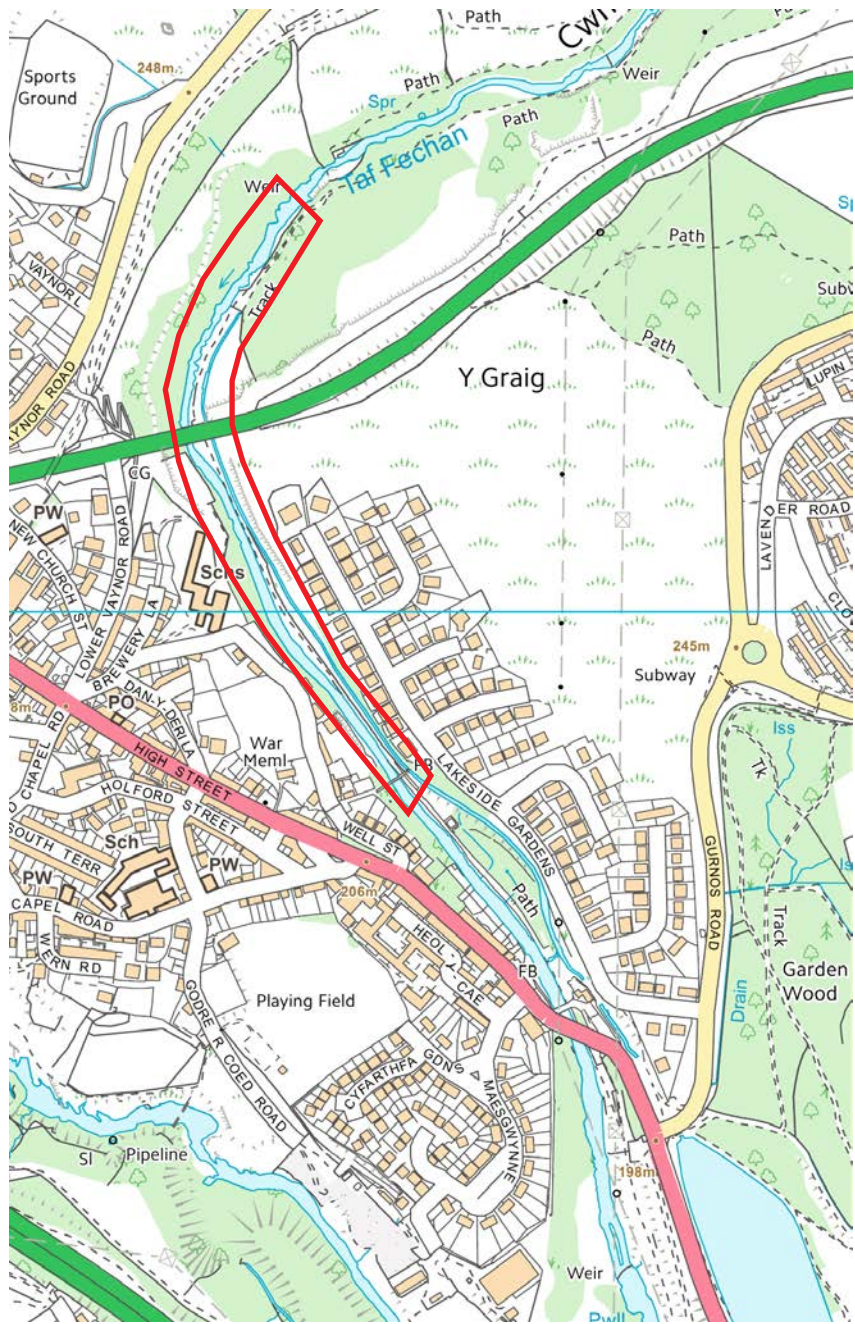 Path
Cwm
Path
248m
Sports
Ground
Path
Weir
Spr
Path
Taf Fechan
Weir
Path
Path
VAYNOR L
Track
Y Graig
LUPIN
CG
PW
NEW CHURCH ST
LOWER VAYNOR ROAD
BREWERY LA
Schs
LAVENDER ROAD
CLO
245m
Subway
PO
DAN-Y-DERI LA
CHAPEL RD
8m
War
Meml
HIGH STREET
HOLFORD STREET
FB
LAKESIDE GARDENS
Iss
Tk
SOUTH TERR
Sch
PW
PW
WELL ST
206m
CAPEL ROAD
WERN RD
Path
GURNOS ROAD
Iss
Track
D
HEOL-Y-CAE
FB
Playing Field
GODRE'R COED ROAD
Drain
Garden
Wood
CYFARTHFA GDNS
MAESGWYNNE
Sl
Pipeline
198m
Weir
Pwll